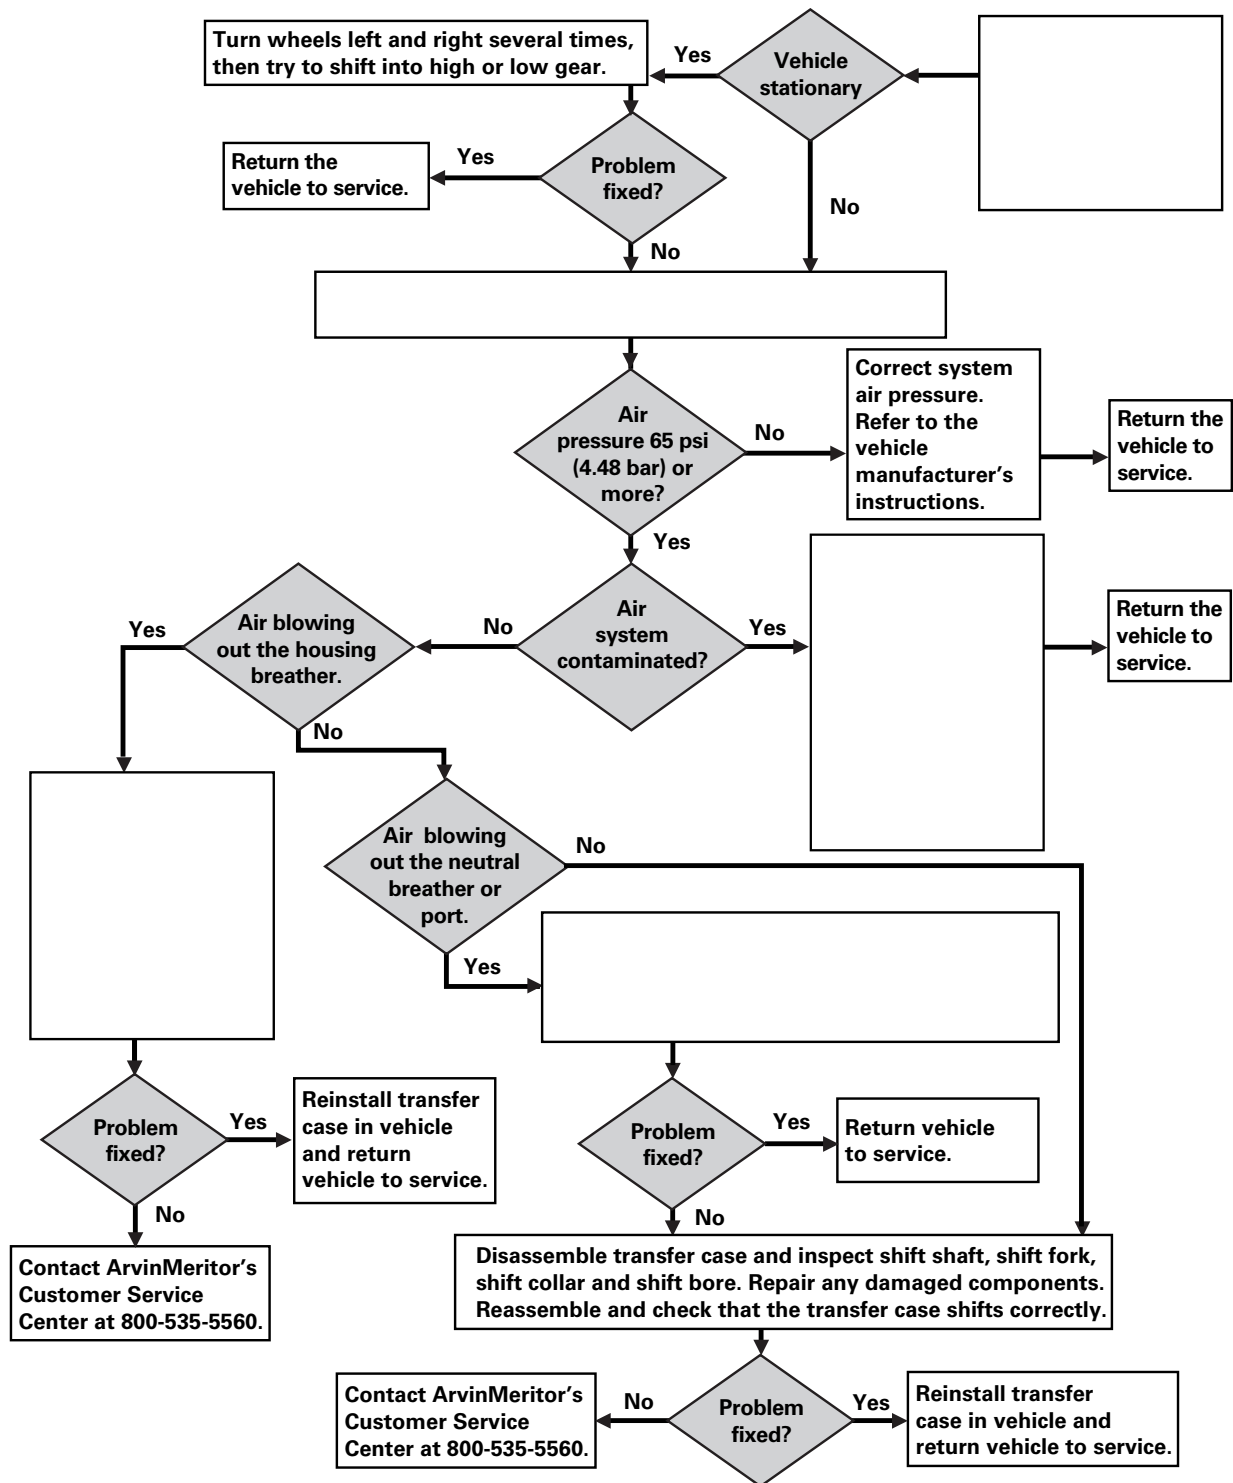 Turn wheels left and right several times,
then try to shift into high or low gear.
Yes
Vehicle
stationary
Return the
vehicle to service.
Yes
Problem
fixed?
No
No
Air
pressure 65 psi
(4.48 bar) or
more?
No
Correct system
air pressure.
Refer to the
vehicle
manufacturer's
instructions.
Return the
vehicle to
service.
Yes
Yes
Air blowing
out the housing
breather.
No
Air
system
contaminated?
Yes
Return the
vehicle to
service.
No
Air blowing
out the neutral
breather or
port.
No
Yes
Problem
fixed?
Yes
Reinstall transfer
case in vehicle
and return
vehicle to service.
Problem
fixed?
Yes
Return vehicle
to service.
No
No
Contact ArvinMeritor's
Customer Service
Center at 800-535-5560.
Disassemble transfer case and inspect shift shaft, shift fork,
shift collar and shift bore. Repair any damaged components.
Reassemble and check that the transfer case shifts correctly.
Contact ArvinMeritor's
Customer Service
Center at 800-535-5560.
No
Problem
fixed?
Yes
Reinstall transfer
case in vehicle and
return vehicle to service.